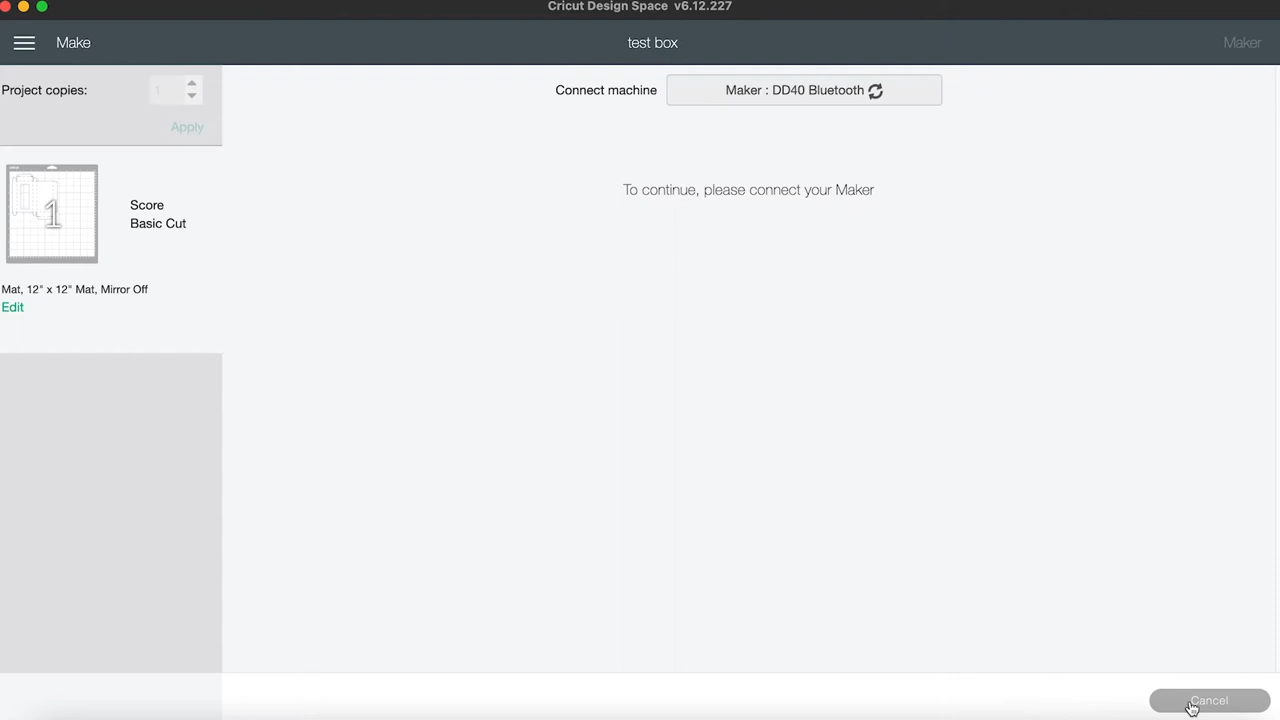 Cricut Design Space v6.12.227
Make
test box
Maker
Project copies:
1
Apply
Connect machine
Maker : DD40 Bluetooth
To continue, please connect your Maker
1
Score
Basic Cut
Mat, 12" x 12" Mat, Mirror Off
Edit
Cancel